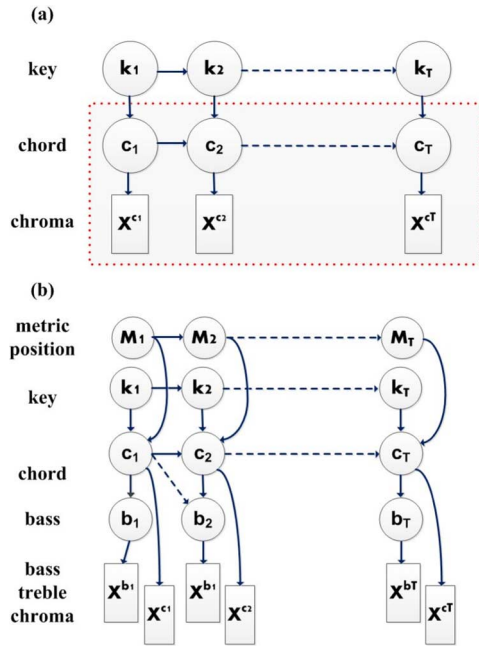 (a)
key k1 k2 kT
chord c1 c2 cT
chroma Xc1 Xc2 XcT
(b)
metric
position M1 M2 MT
key k1 k2 kT
chord c1 c2 cT
bass b1 b2 bT
bass
treble
chroma Xb1 Xc1 Xb1 Xc2 XbT XcT